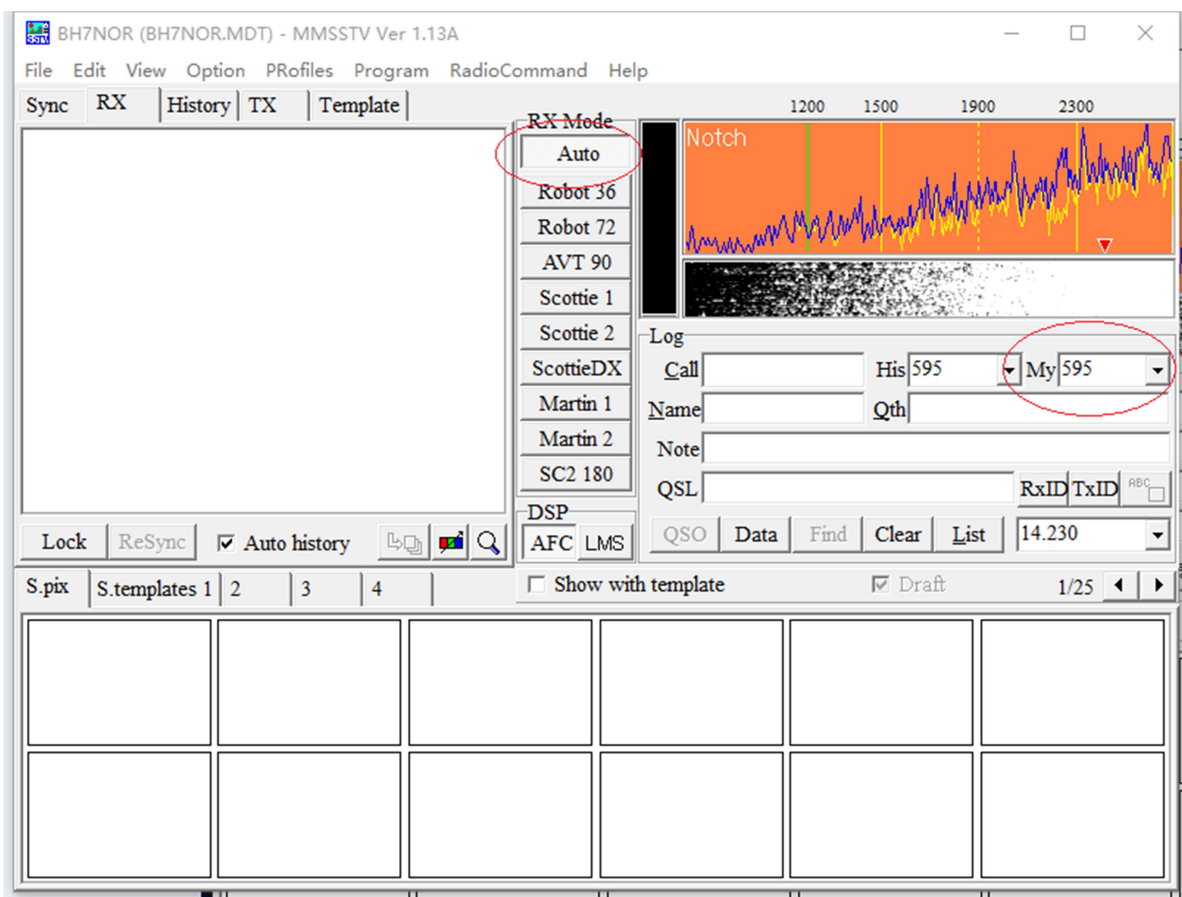 BH7NOR (BH7NOR.MDT) - MMSSTV Ver 1.13A
File Edit View Option PRofiles Program RadioCommand Help
Sync RX History TX Template
RX Mode
Auto
Robot 36
Robot 72
AVT 90
Scottie 1
Scottie 2
ScottieDX
Martin 1
Martin 2
SC2 180
DSP
AFC LMS
1200 1500 1900 2300
Notch
Log
Call His 595 My 595
Name Qth
Note
QSL RxID TxID ABC
QSO Data Find Clear List 14.230
Lock ReSync Auto history
Show with template Draft 1/25
S.pix S.templates 1 2 3 4